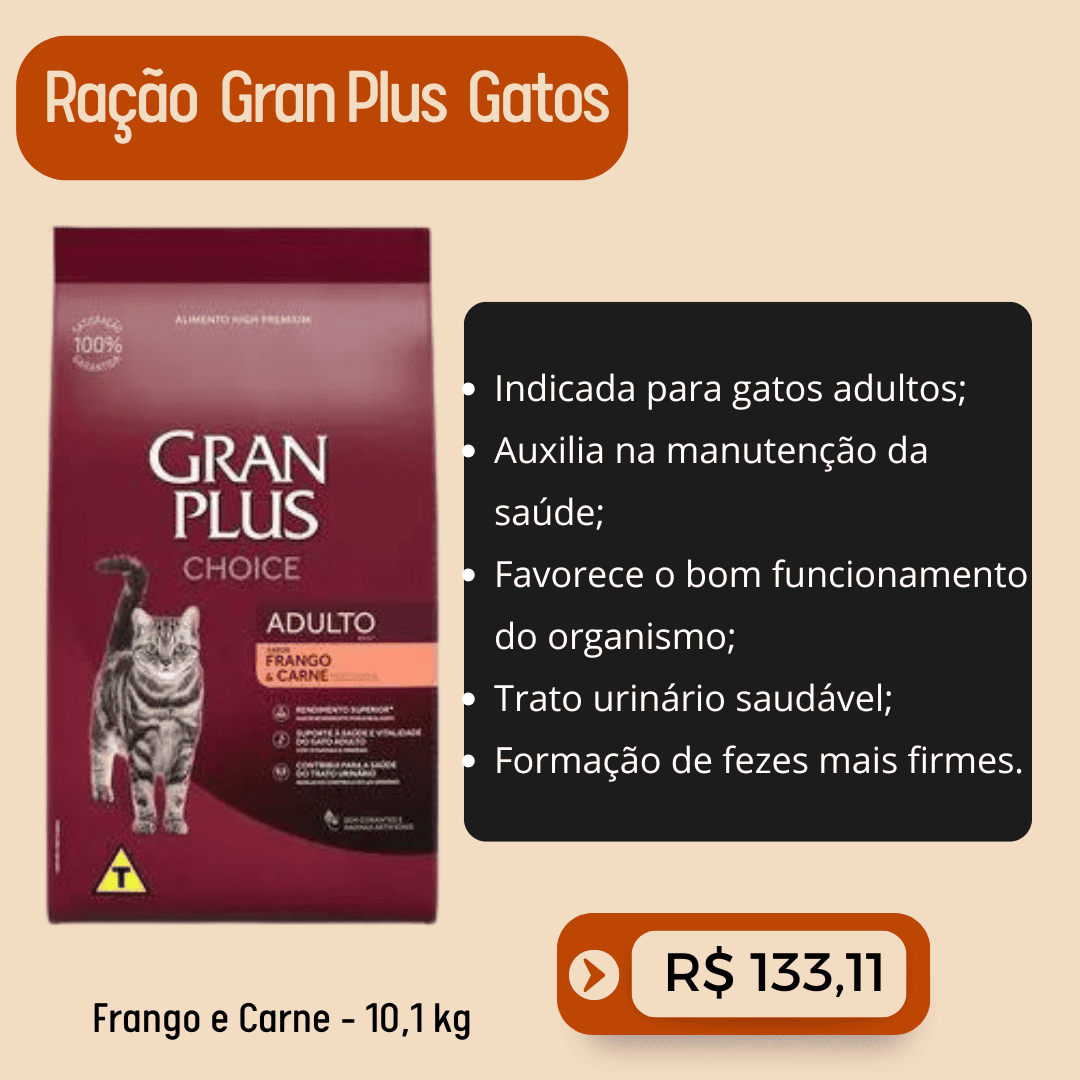 Ração Gran Plus Gatos
ALIMENTO HIGH PREMIUM
SATISFAÇÃO
100%
GARANTIDA
GRAN
PLUS
CHOICE
ADULTO
SABOR
FRANGO
& CARNE
RENDIMENTO SUPERIOR*
SUPORTE À SAÚDE E VITALIDADE
DO GATO ADULTO
CONTRIBUI PARA A SAÚDE
DO TRATO URINÁRIO
SEM CORANTES E
AROMAS ARTIFICIAIS
T
• Indicada para gatos adultos;
• Auxilia na manutenção da
saúde;
• Favorece o bom funcionamento
do organismo;
• Trato urinário saudável;
• Formação de fezes mais firmes.
Frango e Carne - 10,1 kg
R$ 133,11